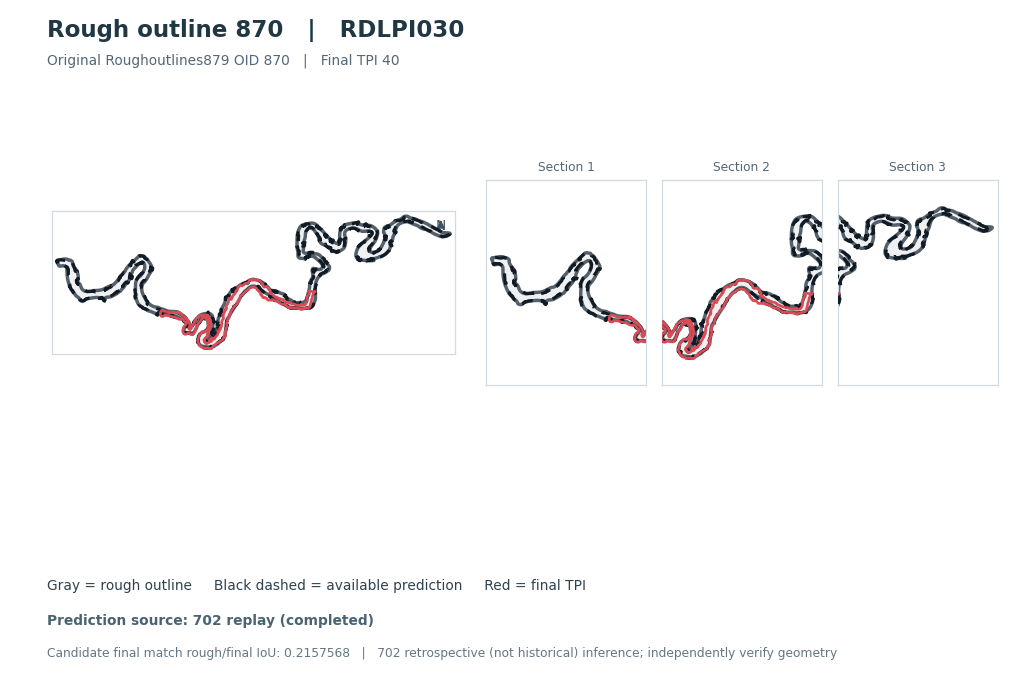 Rough outline 870   |   RDLPI030
Original Roughoutlines879 OID 870   |   Final TPI 40
Section 1
Section 2
Section 3
N
Gray = rough outline     Black dashed = available prediction     Red = final TPI
Prediction source: 702 replay (completed)
Candidate final match rough/final IoU: 0.2157568   |   702 retrospective (not historical) inference; independently verify geometry